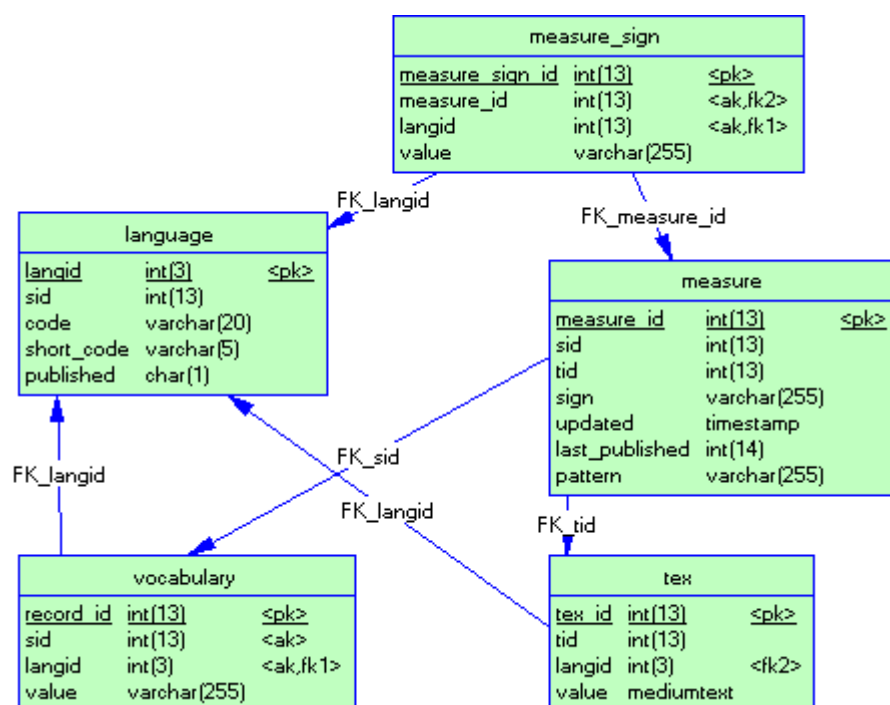 measure_sign
measure_sign_id int(13) <pk>
measure_id int(13) <ak,fk2>
langid int(13) <ak,fk1>
value varchar(255)
FK_langid
FK_measure_id
language
langid int(3) <pk>
sid int(13)
code varchar(20)
short_code varchar(5)
published char(1)
measure
measure_id int(13) <pk>
sid int(13)
tid int(13)
sign varchar(255)
updated timestamp
last_published int(14)
pattern varchar(255)
FK_sid
FK_langid
FK_langid
FK_tid
vocabulary
record_id int(13) <pk>
sid int(13) <ak>
langid int(3) <ak,fk1>
value varchar(255)
tex
tex_id int(13) <pk>
tid int(13)
langid int(3) <fk2>
value mediumtext